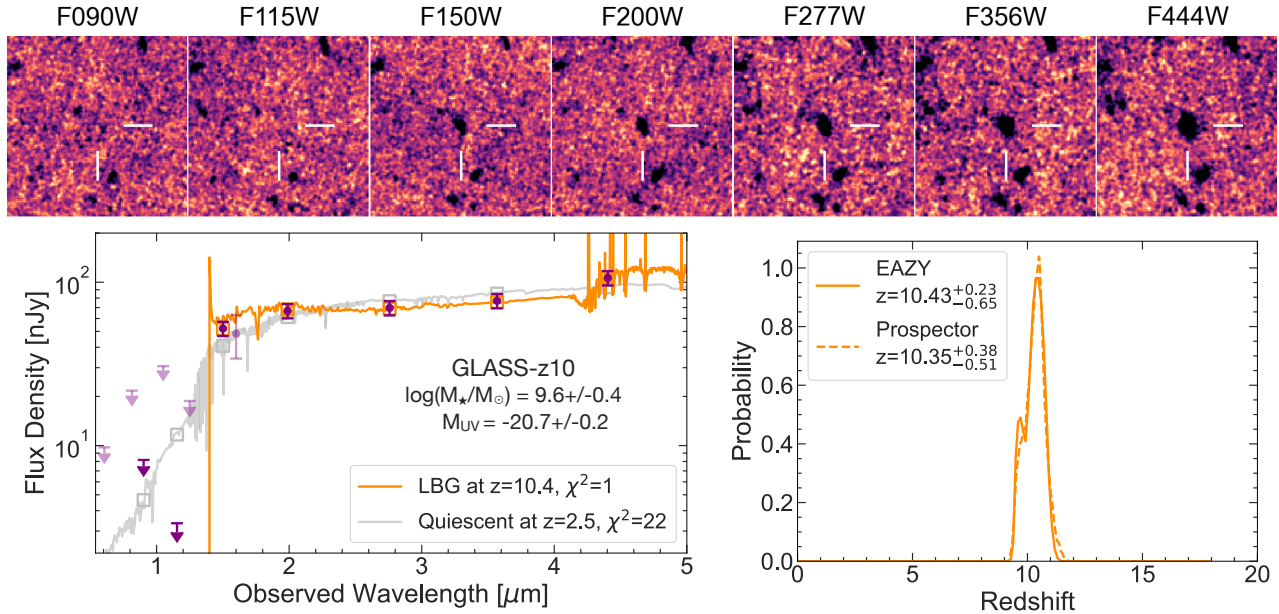 F090W F115W F150W F200W F277W F356W F444W
Flux Density [nJy]
10²
10¹
GLASS-z10
log(M★/M⊙) = 9.6+/-0.4
M_UV = -20.7+/-0.2
LBG at z=10.4, χ²=1
Quiescent at z=2.5, χ²=22
1 2 3 4 5
Observed Wavelength [μm]
Probability
1.0
0.8
0.6
0.4
0.2
0.0
EAZY
z=10.43^{+0.23}_{-0.65}
Prospector
z=10.35^{+0.38}_{-0.51}
0 5 10 15 20
Redshift